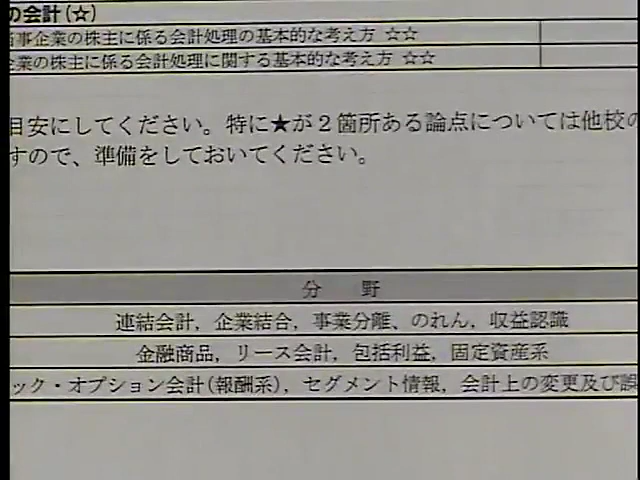 の会計(☆)
当事企業の株主に係る会計処理の基本的な考え方 ☆☆
企業の株主に係る会計処理に関する基本的な考え方 ☆☆
目安にしてください。特に★が２箇所ある論点については他校の
すので、準備をしておいてください。
分　野
連結会計，企業結合，事業分離、のれん，収益認識
金融商品，リース会計，包括利益，固定資産系
ック・オプション会計(報酬系)，セグメント情報，会計上の変更及び誤